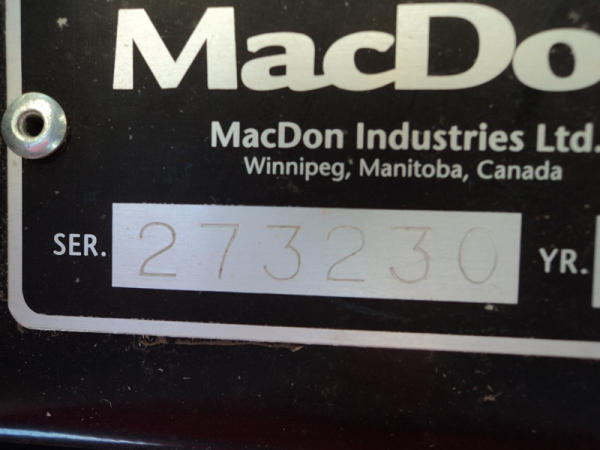 MacDo
MacDon Industries Ltd.
Winnipeg, Manitoba, Canada
SER. 273230 YR.